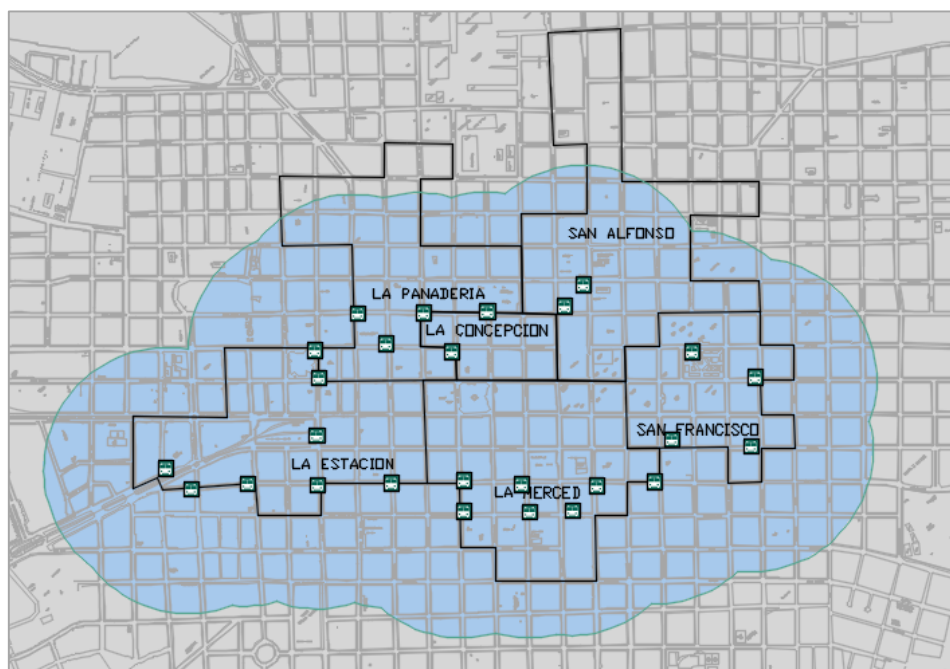 SAN ALFONSO
LA PANADERIA
LA CONCEPCION
SAN FRANCISCO
LA ESTACION
LA MERCED